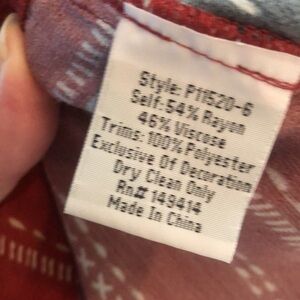 Style: P11520-6
Self: 54% Rayon
46% Viscose
Trims: 100% Polyester
Exclusive Of Decoration
Dry Clean Only
Rn# 149414
Made In China